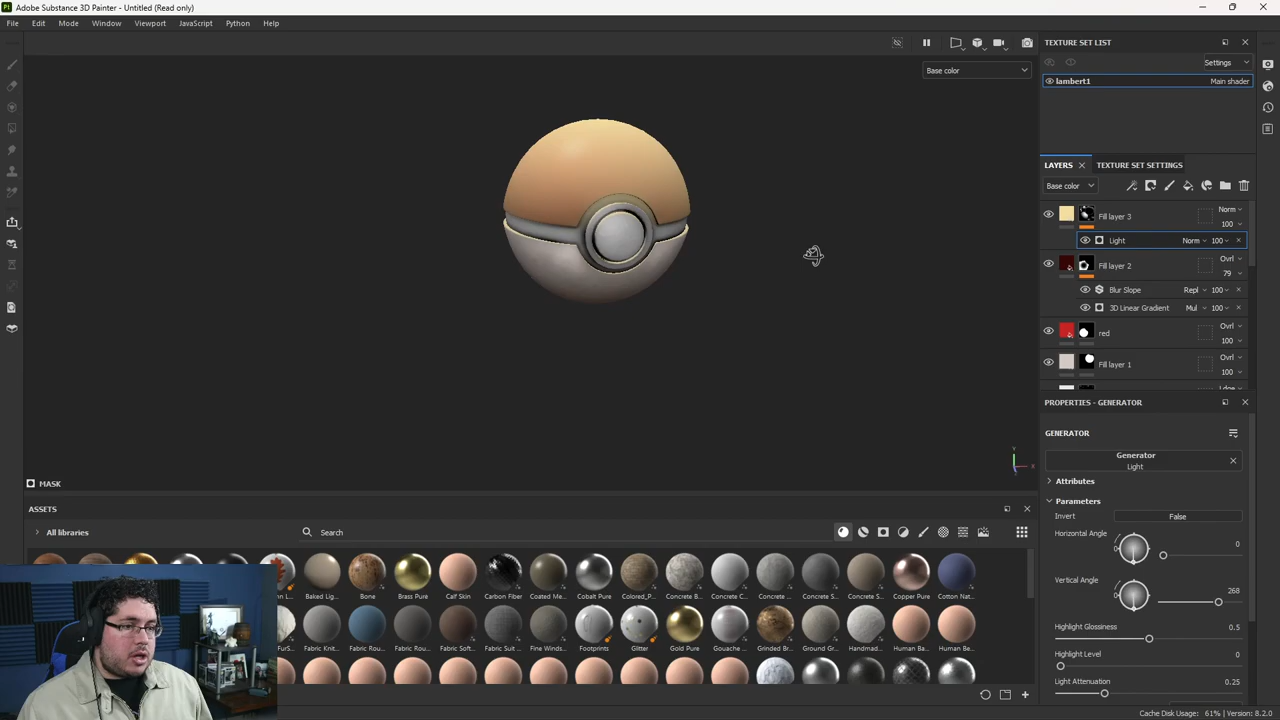 Adobe Substance 3D Painter - Untitled (Read only)
File Edit Mode Window Viewport JavaScript Python Help
Base color
TEXTURE SET LIST
Settings
lambert1 Main shader
LAYERS TEXTURE SET SETTINGS
Base color
Fill layer 3 Norm 100
Light Norm 100
Fill layer 2 Ovrl 79
Blur Slope Repl 100
3D Linear Gradient Mul 100
red Ovrl 100
Fill layer 1 Ovrl 100
PROPERTIES - GENERATOR
GENERATOR
Generator
Light
Attributes
Parameters
Invert False
Horizontal Angle 0
Vertical Angle 268
Highlight Glossiness 0.5
Highlight Level 0
Light Attenuation 0.25
MASK
ASSETS
All libraries Search
Baked Lig... Bone Brass Pure Calf Skin Carbon Fiber Coated Me... Cobalt Pure Colored_P... Concrete B... Concrete C... Concrete ... Concrete S... Concrete S... Copper Pure Cotton Nat...
Fabric Knit... Fabric Rou... Fabric Rou... Fabric Soft... Fabric Suit ... Fine Winds... Footprints Glitter Gold Pure Gouache ... Grinded Br... Ground Gr... Handmad... Human Ba... Human Be...
Cache Disk Usage: 61% | Version: 8.2.0